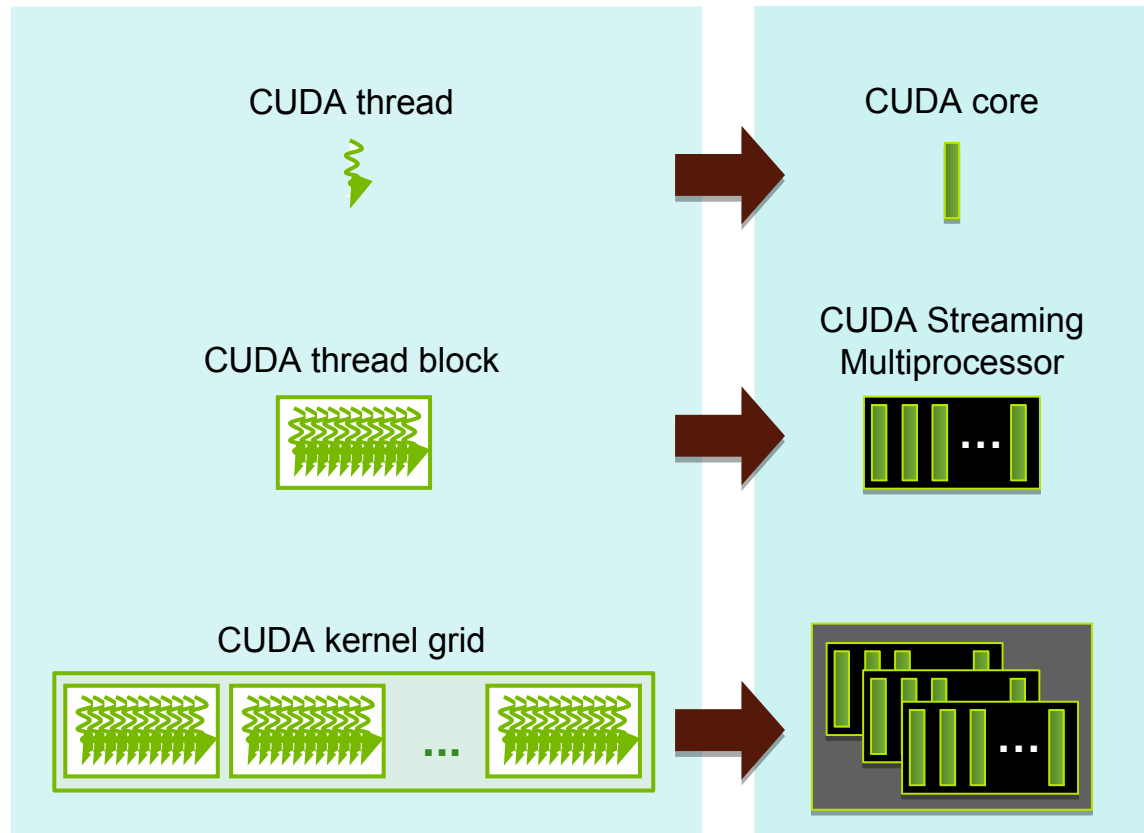 CUDA thread
CUDA core
CUDA thread block
CUDA Streaming
Multiprocessor
...
CUDA kernel grid
...
...